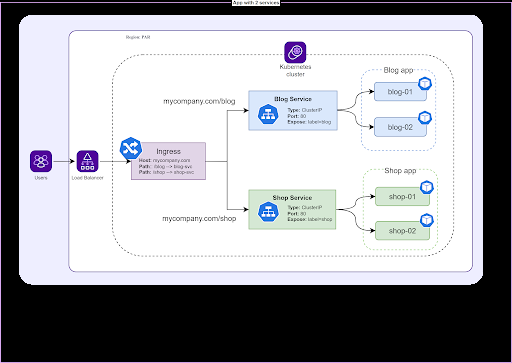 App with 2 services
Region: PAR
Kubernetes
cluster
Blog app
mycompany.com/blog
Blog Service
Type: ClusterIP
Port: 80
Expose: label=blog
blog-01
blog-02
Users
Load Balancer
Ingress
Host: mycompany.com
Path: /blog --> blog-svc
Path: /shop --> shop-svc
Shop app
mycompany.com/shop
Shop Service
Type: ClusterIP
Port: 80
Expose: label=shop
shop-01
shop-02